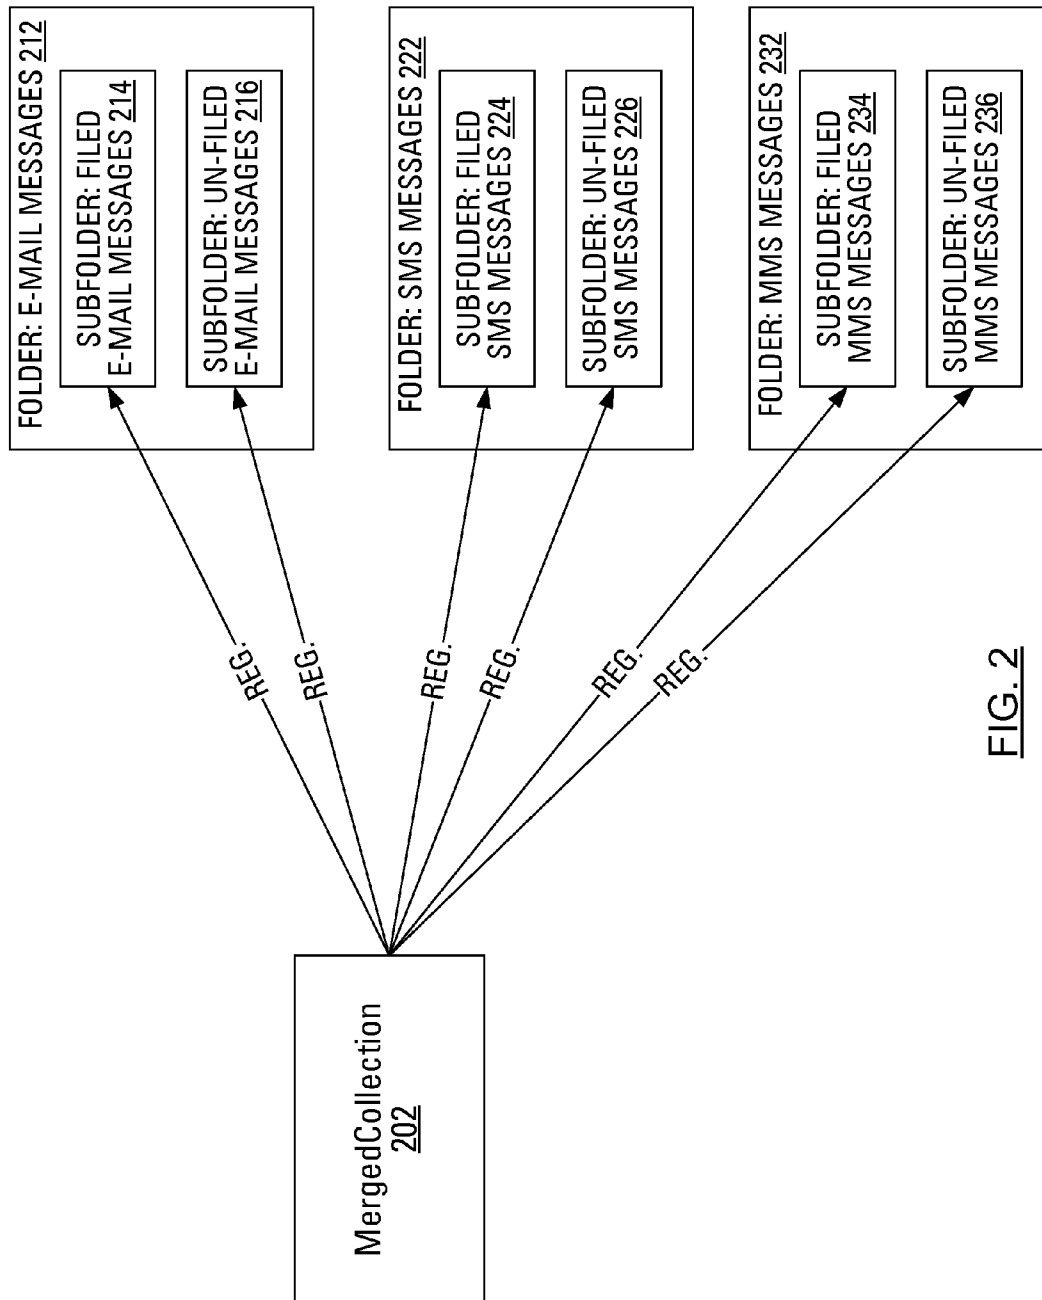 FOLDER: E-MAIL MESSAGES 212
SUBFOLDER: FILED
E-MAIL MESSAGES 214
SUBFOLDER: UN-FILED
E-MAIL MESSAGES 216
FOLDER: SMS MESSAGES 222
SUBFOLDER: FILED
SMS MESSAGES 224
SUBFOLDER: UN-FILED
SMS MESSAGES 226
FOLDER: MMS MESSAGES 232
SUBFOLDER: FILED
MMS MESSAGES 234
SUBFOLDER: UN-FILED
MMS MESSAGES 236
REG.
REG.
REG.
REG.
REG.
REG.
MergedCollection
202
FIG. 2